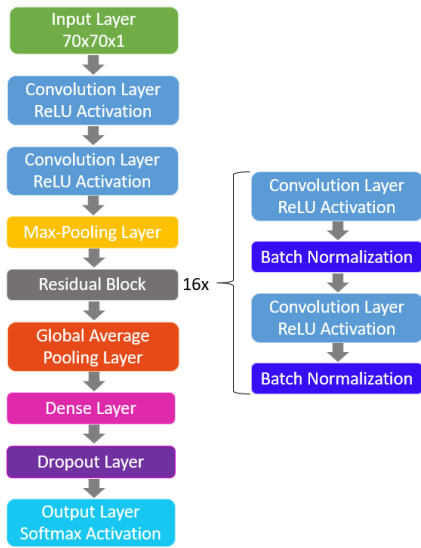 Input Layer
70x70x1
Convolution Layer
ReLU Activation
Convolution Layer
ReLU Activation
Max-Pooling Layer
Residual Block
16x
Global Average
Pooling Layer
Dense Layer
Dropout Layer
Output Layer
Softmax Activation
Convolution Layer
ReLU Activation
Batch Normalization
Convolution Layer
ReLU Activation
Batch Normalization